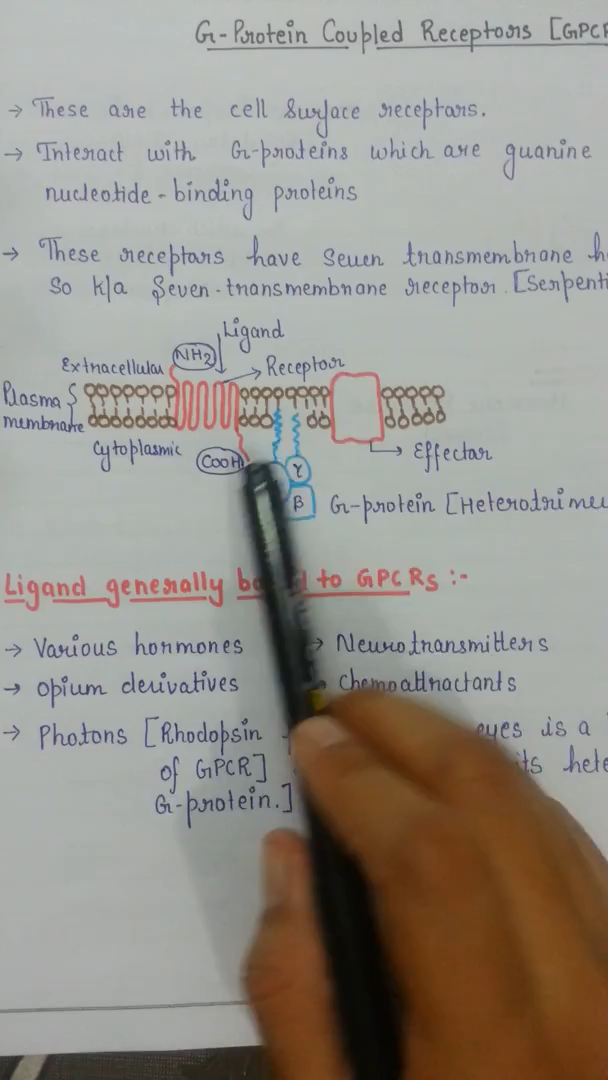 G-Protein Coupled Receptors [GPCR
→ These are the cell surface receptors.
→ Interact with G-proteins which are guanine
nucleotide-binding proteins
→ These receptors have seven transmembrane h
So k/a Seven-transmembrane receptor. [Serpenti
Ligand
NH2
Extracellular
→ Receptor
Plasma
membrane
Cytoplasmic
COOH
γ
β
→ Effector
G-protein [Heterotrime
Ligand generally to GPCRs :-
→ Various hormones → Neurotransmitters
→ Opium derivatives → Chemoattractants
→ Photons [Rhodopsin eyes is a
of GPCR] its hete
G-protein.]